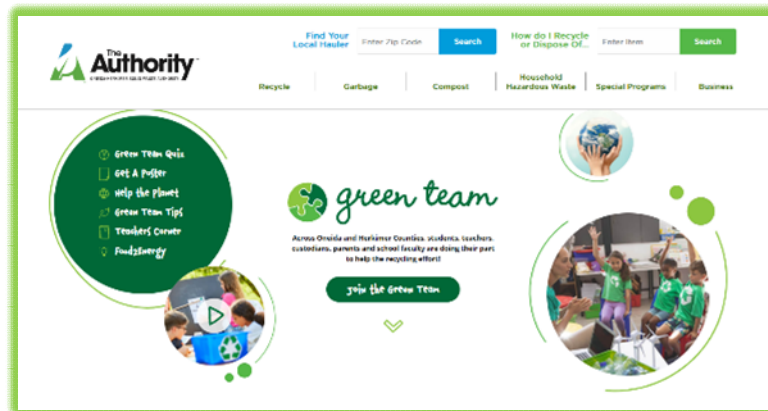 Find Your
Local Hauler
Enter Zip Code
Search
How do I Recycle
or Dispose Of...
Enter Item
Search
The
Authority
Recycle
Garbage
Compost
Household
Hazardous Waste
Special Programs
Business
Green Team Quiz
Get A Poster
Help the Planet
Green Team Tips
Teachers Corner
Food2Energy
green team
Across Oneida and Herkimer Counties, students, teachers,
custodians, parents and school faculty are doing their part
to help the recycling effort!
Join the Green Team